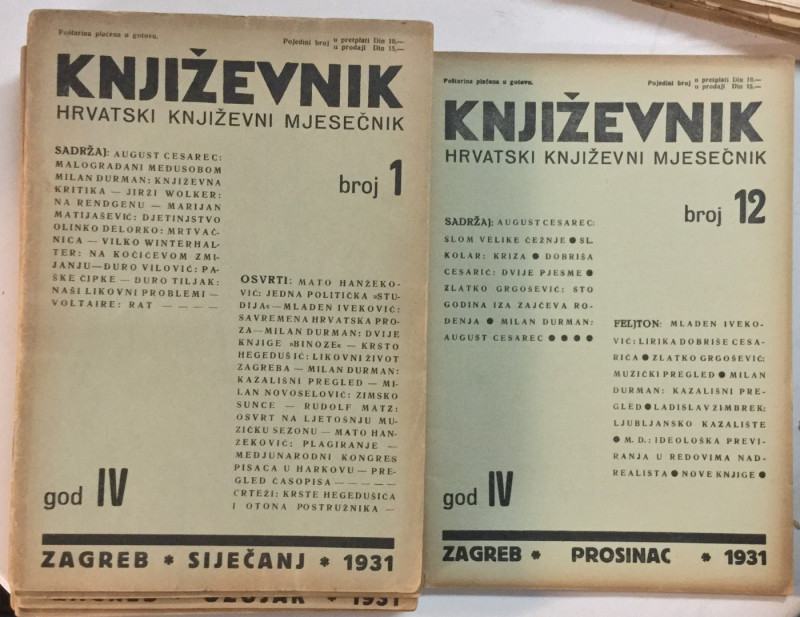 Poštarina plaćena u gotovu.
Pojedini broj u pretplati Din 10.—
u prodaji Din 15.—
KNJIŽEVNIK
HRVATSKI KNJIŽEVNI MJESEČNIK
SADRŽAJ: AUGUST CESAREC:
MALOGRAĐANI MEĐUSOBOM
MILAN DURMAN: KNJIŽEVNA
KRITIKA — JIRŽI WOLKER:
NA RENDGENU — MARIJAN
MATIJAŠEVIĆ: DJETINJSTVO
OLINKO DELORKO: MRTVAČ-
NICA — VILKO WINTERHAL-
TER: NA KOČIĆEVOM ZMI-
JANJU—ĐURO VILOVIĆ: PA-
ŠKE ČIPKE — ĐURO TILJAK:
NAŠI LIKOVNI PROBLEMI —
VOLTAIRE: RAT — — — —
broj 1
OSVRTI: MATO HANŽEKO-
VIĆ: JEDNA POLITIČKA »STU-
DIJA«—MLADEN IVEKOVIĆ:
SAVREMENA HRVATSKA PRO-
ZA—MILAN DURMAN: DVIJE
KNJIGE »BINOZE« — KRSTO
HEGEDUŠIĆ: LIKOVNI ŽIVOT
ZAGREBA — MILAN DURMAN:
KAZALIŠNI PREGLED — MI-
LAN NOVOSELOVIĆ: ZIMSKO
SUNCE — RUDOLF MATZ:
OSVRT NA LJETOŠNJU MU-
ZIČKU SEZONU — MATO HAN-
ŽEKOVIĆ: PLAGIRANJE —
MEDJUNARODNI KONGRES
PISACA U HARKOVU — PRE-
GLED ČASOPISA — — — — —
CRTEŽI: KRSTE HEGEDUŠIĆA
I OTONA POSTRUŽNIKA —
god IV
ZAGREB * SIJEČANJ * 1931
ZAGREB * OŽUJAK * 1931
Poštarina plaćena u gotovu.
Pojedini broj u pretplati Din 10.—
u prodaji Din 15.—
KNJIŽEVNIK
HRVATSKI KNJIŽEVNI MJESEČNIK
broj 12
SADRŽAJ: AUGUST CESAREC:
SLOM VELIKE ČEŽNJE ● SL.
KOLAR: KRIZA ● DOBRIŠA
CESARIĆ: DVIJE PJESME ●
ZLATKO GRGOŠEVIĆ: STO
GODINA IZA ZAJČEVA RO-
ĐENJA ● MILAN DURMAN:
AUGUST CESAREC ● ● ● ●
FELJTON: MLADEN IVEKO-
VIĆ: LIRIKA DOBRIŠE CESA-
RIĆA ● ZLATKO GRGOŠEVIĆ:
MUZIČKI PREGLED ● MILAN
DURMAN: KAZALIŠNI PRE-
GLED ● LADISLAV ZIMBREK:
LJUBLJANSKO KAZALIŠTE
● M. D.: IDEOLOŠKA PREVI-
RANJA U REDOVIMA NAD-
REALISTA ● NOVE KNJIGE ●
god IV
ZAGREB * PROSINAC * 1931